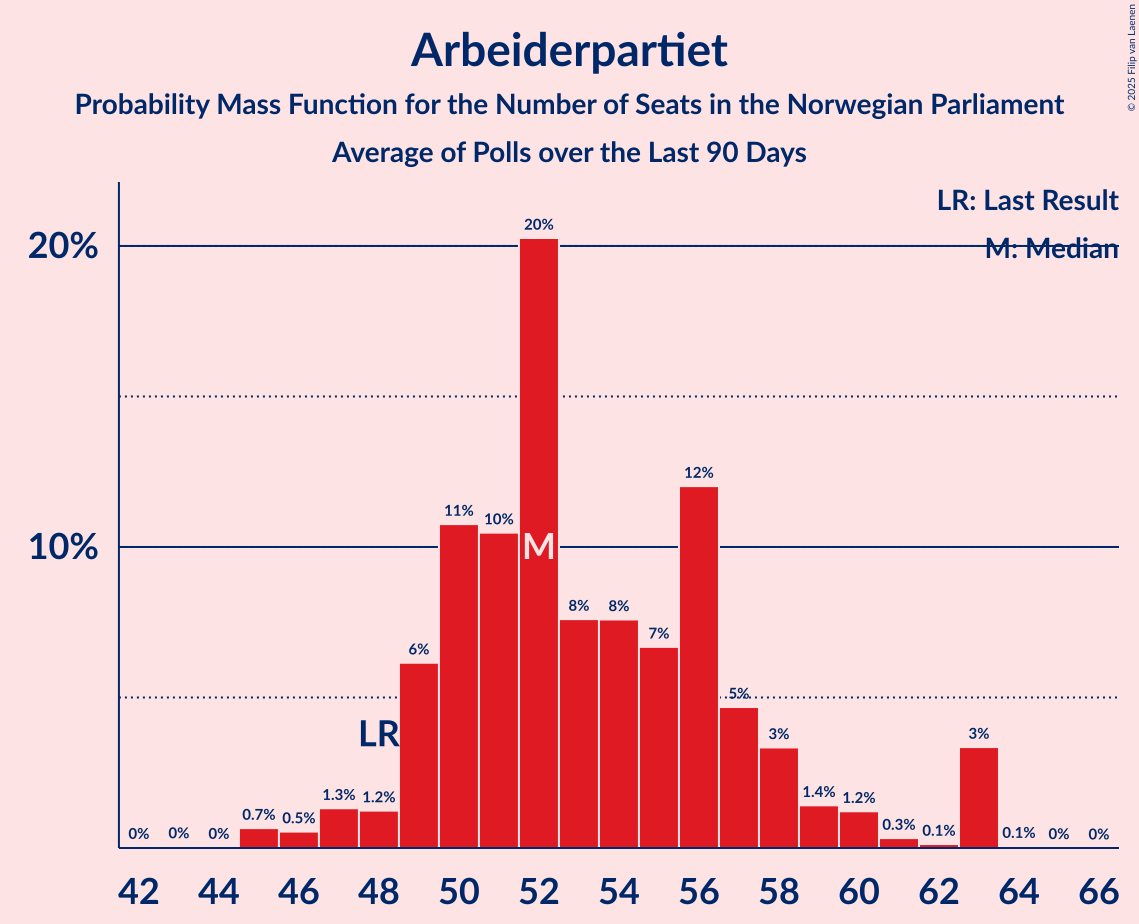 Arbeiderpartiet
Probability Mass Function for the Number of Seats in the Norwegian Parliament
Average of Polls over the Last 90 Days
© 2025 Filip van Laenen
LR: Last Result
M: Median
20%
10%
0% 0% 0% 0.7% 0.5% 1.3% 1.2% 6% 11% 10% 20% 8% 8% 7% 12% 5% 3% 1.4% 1.2% 0.3% 0.1% 3% 0.1% 0% 0%
LR
M
42 44 46 48 50 52 54 56 58 60 62 64 66